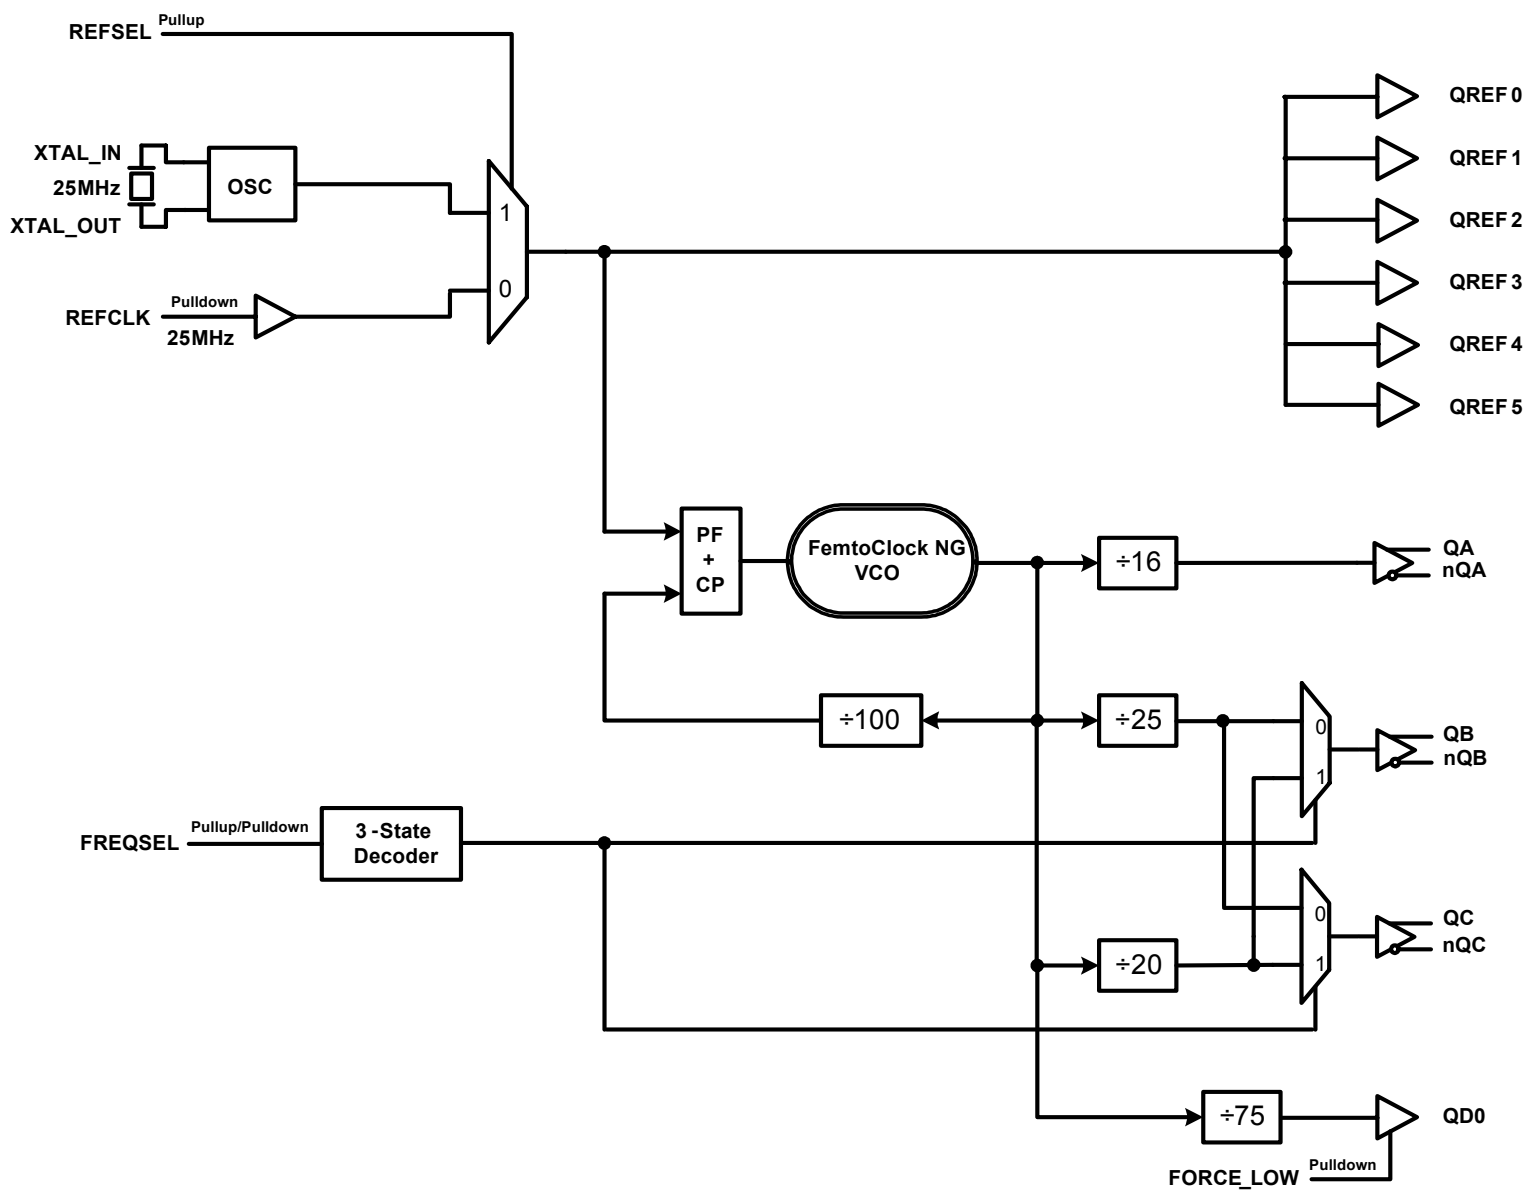 REFSEL Pullup
XTAL_IN
25MHz
XTAL_OUT
OSC
1
0
REFCLK Pulldown
25MHz
QREF 0
QREF 1
QREF 2
QREF 3
QREF 4
QREF 5
PF
+
CP
FemtoClock NG
VCO
÷16
QA
nQA
÷100
÷25
0
1
QB
nQB
FREQSEL Pullup/Pulldown
3 -State
Decoder
0
1
QC
nQC
÷20
÷75
QD0
FORCE_LOW Pulldown